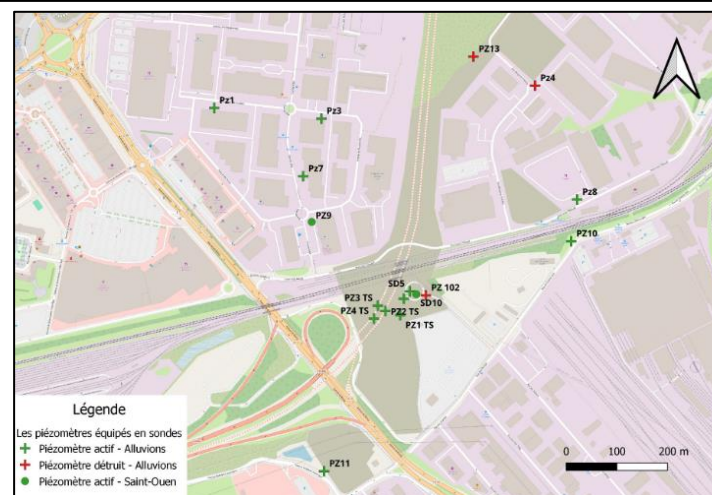 PZ13
Pz4
Pz1
Pz3
Pz7
Pz8
PZ9
PZ10
SD5
PZ 102
PZ3 TS
SD10
PZ4 TS
PZ2 TS
PZ1 TS
Légende
Les piézomètres équipés en sondes
Piézomètre actif - Alluvions
Piézomètre détruit - Alluvions
Piézomètre actif - Saint-Ouen
PZ11
0 100 200 m